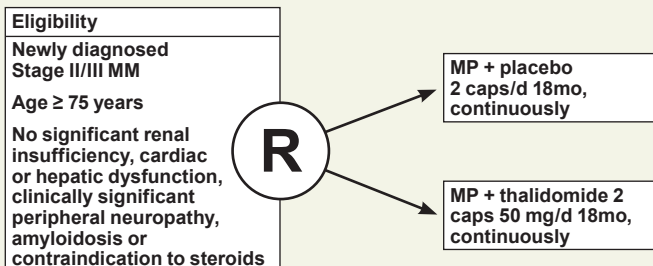 Eligibility
Newly diagnosed
Stage II/III MM
Age ≥ 75 years
No significant renal
insufficiency, cardiac
or hepatic dysfunction,
clinically significant
peripheral neuropathy,
amyloidosis or
contraindication to steroids
R
MP + placebo
2 caps/d 18mo,
continuously
MP + thalidomide 2
caps 50 mg/d 18mo,
continuously